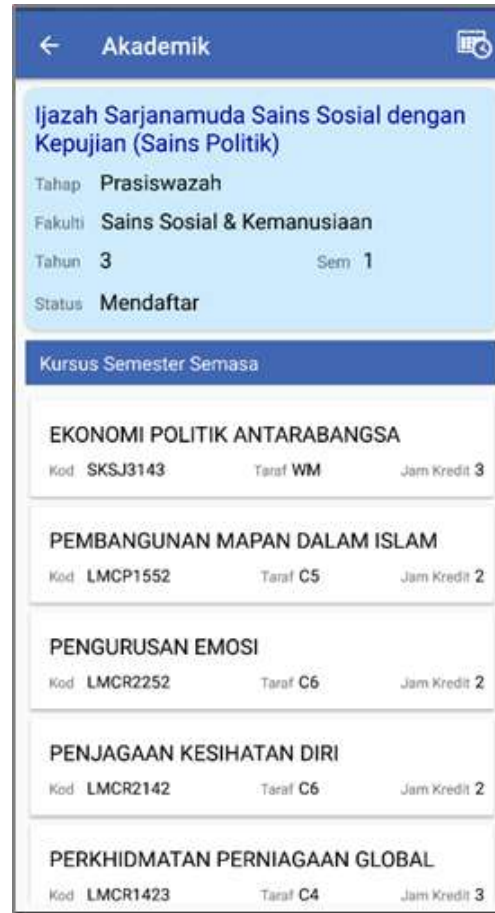 Akademik
Ijazah Sarjanamuda Sains Sosial dengan
Kepujian (Sains Politik)
Tahap Prasiswazah
Fakulti Sains Sosial & Kemanusiaan
Tahun 3 Sem 1
Status Mendaftar
Kursus Semester Semasa
EKONOMI POLITIK ANTARABANGSA
Kod SKSJ3143 Taraf WM Jam Kredit 3
PEMBANGUNAN MAPAN DALAM ISLAM
Kod LMCP1552 Taraf C5 Jam Kredit 2
PENGURUSAN EMOSI
Kod LMCR2252 Taraf C6 Jam Kredit 2
PENJAGAAN KESIHATAN DIRI
Kod LMCR2142 Taraf C6 Jam Kredit 2
PERKHIDMATAN PERNIAGAAN GLOBAL
Kod LMCR1423 Taraf C4 Jam Kredit 3